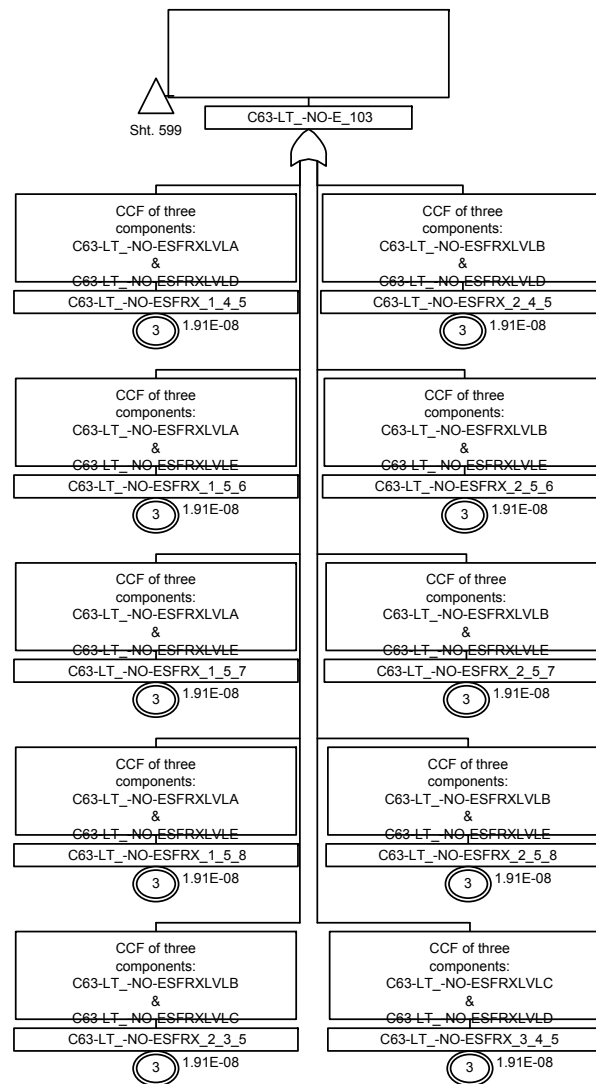 C63-LT_-NO-E_103
Sht. 599
CCF of three
components:
C63-LT_-NO-ESFRXLVLA
&
C63-LT_-NO-ESFRXLVLD
C63-LT_-NO-ESFRX_1_4_5
3
1.91E-08
CCF of three
components:
C63-LT_-NO-ESFRXLVLB
&
C63-LT_-NO-ESFRXLVLD
C63-LT_-NO-ESFRX_2_4_5
3
1.91E-08
CCF of three
components:
C63-LT_-NO-ESFRXLVLA
&
C63-LT_-NO-ESFRXLVLE
C63-LT_-NO-ESFRX_1_5_6
3
1.91E-08
CCF of three
components:
C63-LT_-NO-ESFRXLVLB
&
C63-LT_-NO-ESFRXLVLE
C63-LT_-NO-ESFRX_2_5_6
3
1.91E-08
CCF of three
components:
C63-LT_-NO-ESFRXLVLA
&
C63-LT_-NO-ESFRXLVLE
C63-LT_-NO-ESFRX_1_5_7
3
1.91E-08
CCF of three
components:
C63-LT_-NO-ESFRXLVLB
&
C63-LT_-NO-ESFRXLVLE
C63-LT_-NO-ESFRX_2_5_7
3
1.91E-08
CCF of three
components:
C63-LT_-NO-ESFRXLVLA
&
C63-LT_-NO-ESFRXLVLE
C63-LT_-NO-ESFRX_1_5_8
3
1.91E-08
CCF of three
components:
C63-LT_-NO-ESFRXLVLB
&
C63-LT_-NO-ESFRXLVLE
C63-LT_-NO-ESFRX_2_5_8
3
1.91E-08
CCF of three
components:
C63-LT_-NO-ESFRXLVLB
&
C63-LT_-NO-ESFRXLVLC
C63-LT_-NO-ESFRX_2_3_5
3
1.91E-08
CCF of three
components:
C63-LT_-NO-ESFRXLVLC
&
C63-LT_-NO-ESFRXLVLD
C63-LT_-NO-ESFRX_3_4_5
3
1.91E-08